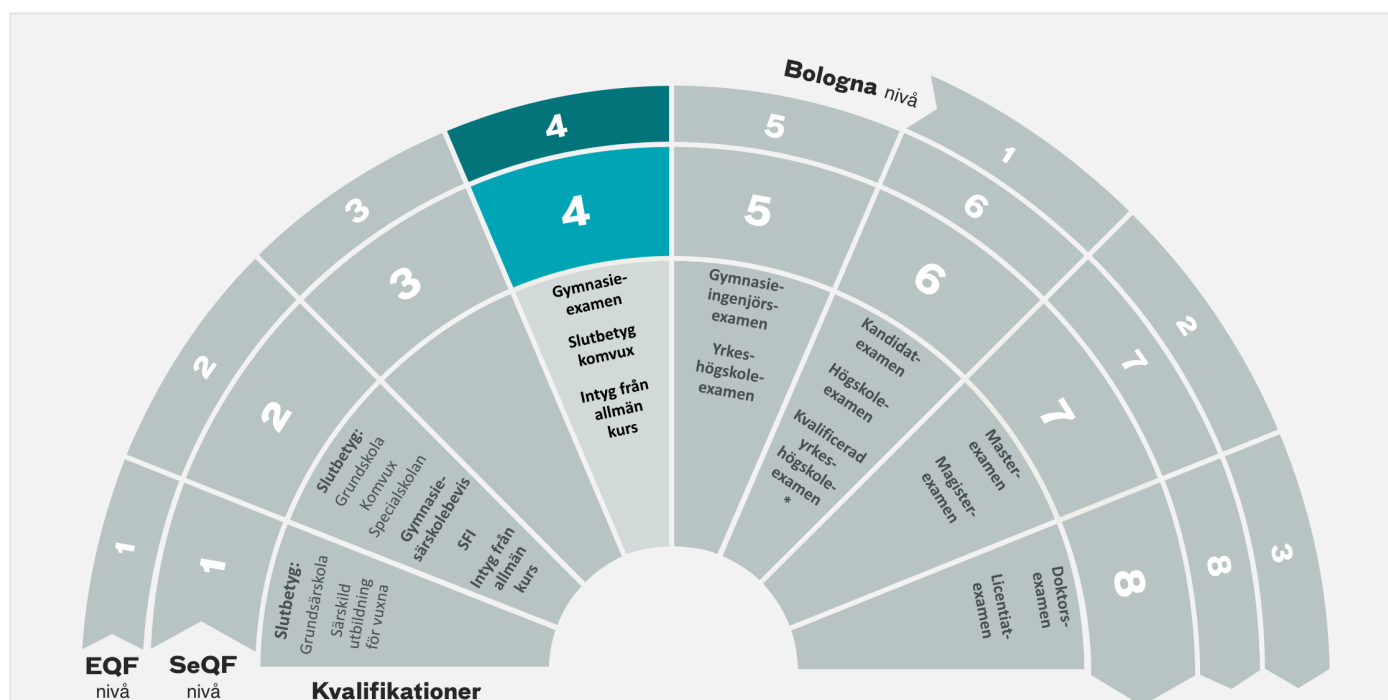 Bologna nivå
1
2
3
1
2
3
4
5
6
7
8
1
2
3
4
5
6
7
8
Slutbetyg:
Grundsärskola
Särskild
utbildning
för vuxna
Slutbetyg:
Grundskola
Komvux
Specialskolan
Gymnasie-
särskolebevis
SFI
Intyg från
allmän
kurs
Gymnasie-
examen
Slutbetyg
komvux
Intyg från
allmän
kurs
Gymnasie-
ingenjörs-
examen
Yrkes-
högskole-
examen
Kandidat-
examen
Högskole-
examen
Kvalificerad
yrkes-
högskole-
examen
*
Master-
examen
Magister-
examen
Doktors-
examen
Licentiat-
examen
EQF
nivå
SeQF
nivå
Kvalifikationer